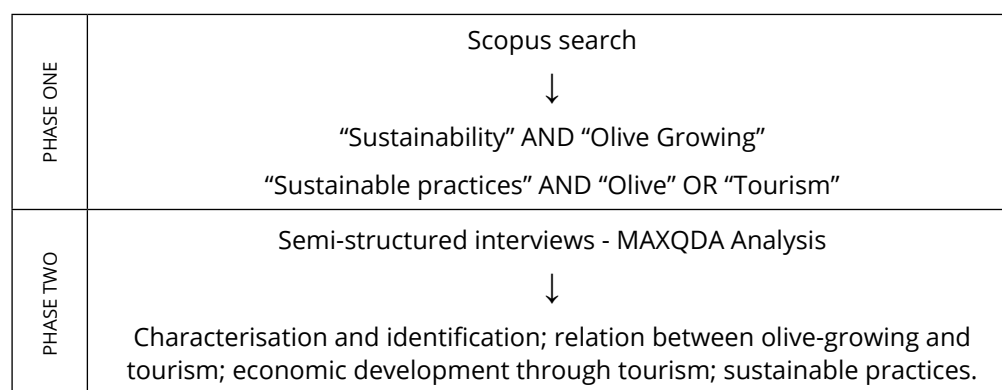 PHASE ONE
Scopus search
↓
“Sustainability” AND “Olive Growing”
“Sustainable practices” AND “Olive” OR “Tourism”
PHASE TWO
Semi-structured interviews - MAXQDA Analysis
↓
Characterisation and identification; relation between olive-growing and
tourism; economic development through tourism; sustainable practices.